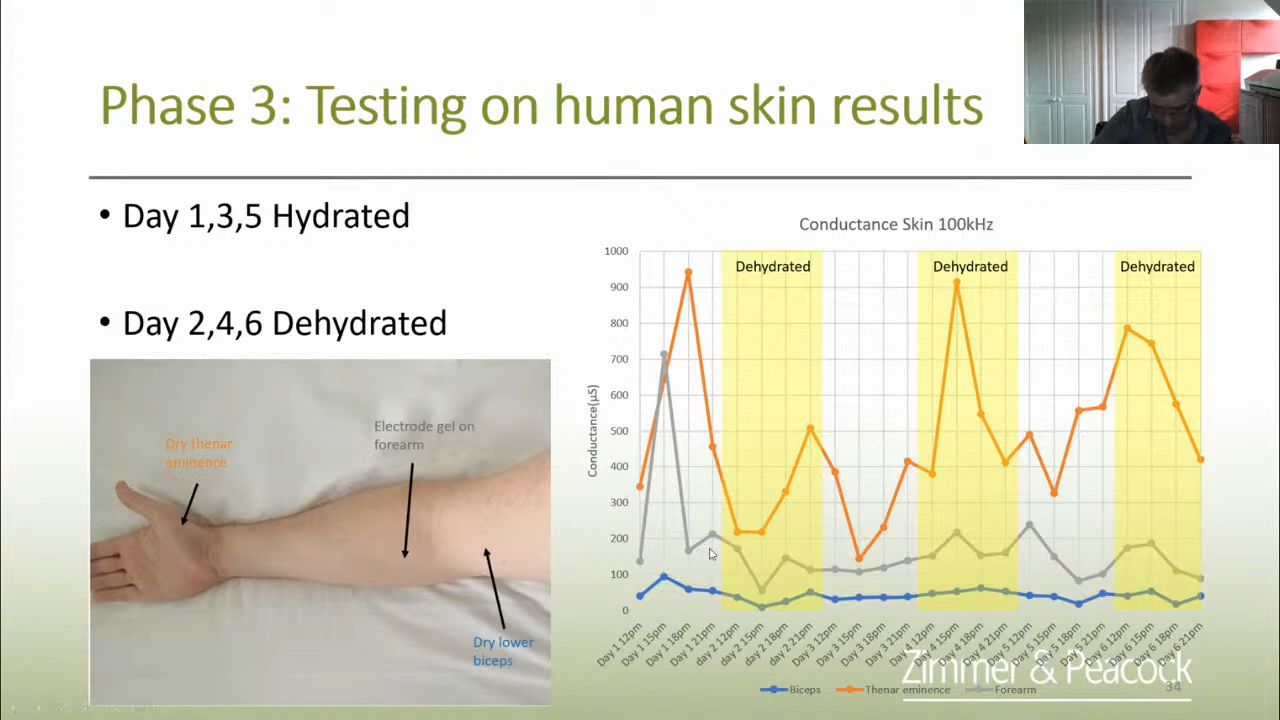 Phase 3: Testing on human skin results
• Day 1,3,5 Hydrated
• Day 2,4,6 Dehydrated
Dry thenar
eminence
Electrode gel on
forearm
Dry lower
biceps
Conductance Skin 100kHz
Dehydrated
Dehydrated
Dehydrated
Conductance(µS)
1000
900
800
700
600
500
400
300
200
100
0
Day 1 12pm
Day 1 15pm
Day 1 18pm
Day 1 21pm
day 2 12pm
day 2 15pm
day 2 18pm
day 2 21pm
Day 3 12pm
Day 3 15pm
Day 3 18pm
Day 3 21pm
Day 4 12pm
Day 4 15pm
Day 4 18pm
Day 4 21pm
Day 5 12pm
Day 5 15pm
Day 5 18pm
Day 5 21pm
Day 6 12pm
Day 6 15pm
Day 6 18pm
Day 6 21pm
Biceps
Thenar eminence
Forearm
Zimmer & Peacock
34